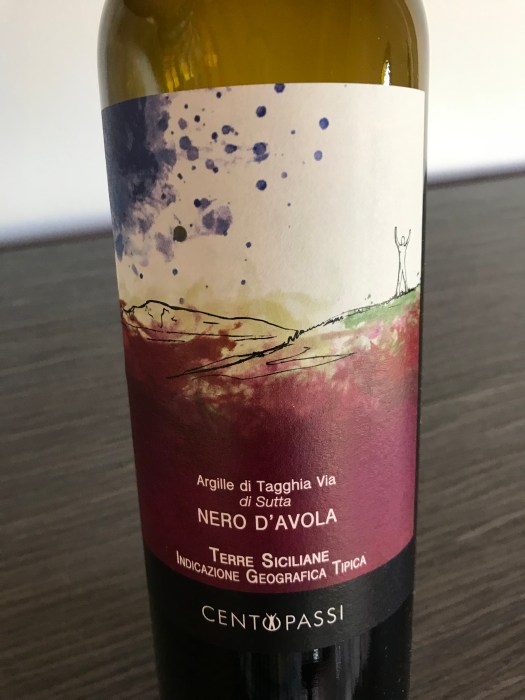 Argille di Tagghia Via
di Sutta
NERO D'AVOLA
TERRE SICILIANE
INDICAZIONE GEOGRAFICA TIPICA
CENTOPASSI